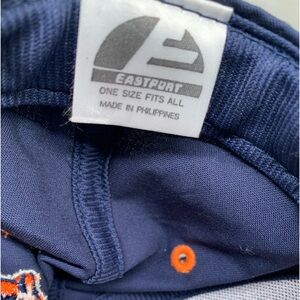 EASTPORT
ONE SIZE FITS ALL
MADE IN PHILIPPINES